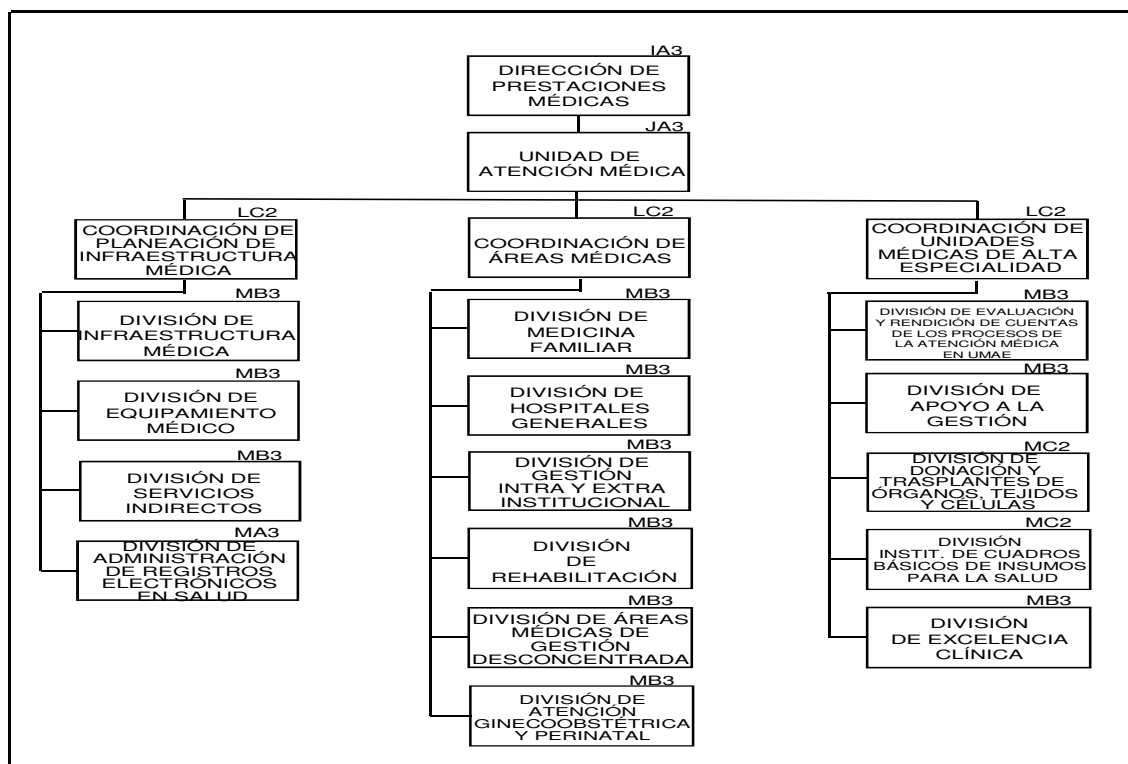 IA3
DIRECCIÓN DE
PRESTACIONES
MÉDICAS
JA3
UNIDAD DE
ATENCIÓN MÉDICA
LC2
COORDINACIÓN DE
PLANEACIÓN DE
INFRAESTRUCTURA
MÉDICA
MB3
DIVISIÓN DE
INFRAESTRUCTURA
MÉDICA
MB3
DIVISIÓN DE
EQUIPAMIENTO
MÉDICO
MB3
DIVISIÓN DE
SERVICIOS
INDIRECTOS
MA3
DIVISIÓN DE
ADMINISTRACIÓN
DE REGISTROS
ELECTRÓNICOS
EN SALUD
LC2
COORDINACIÓN DE
ÁREAS MÉDICAS
MB3
DIVISIÓN DE
MEDICINA
FAMILIAR
MB3
DIVISIÓN DE
HOSPITALES
GENERALES
MB3
DIVISIÓN DE
GESTIÓN
INTRA Y EXTRA
INSTITUCIONAL
MB3
DIVISIÓN
DE
REHABILITACIÓN
MB3
DIVISIÓN DE ÁREAS
MÉDICAS DE
GESTIÓN
DESCONCENTRADA
MB3
DIVISIÓN DE
ATENCIÓN
GINECOOBSTÉTRICA
Y PERINATAL
LC2
COORDINACIÓN DE
UNIDADES
MÉDICAS DE ALTA
ESPECIALIDAD
MB3
DIVISIÓN DE EVALUACIÓN
Y RENDICIÓN DE CUENTAS
DE LOS PROCESOS DE
LA ATENCIÓN MÉDICA
EN UMAE
MB3
DIVISIÓN DE
APOYO A LA
GESTIÓN
MC2
DIVISIÓN DE
DONACIÓN Y
TRASPLANTES DE
ÓRGANOS, TEJIDOS
Y CÉLULAS
MC2
DIVISIÓN
INSTIT. DE CUADROS
BÁSICOS DE INSUMOS
PARA LA SALUD
MB3
DIVISIÓN
DE EXCELENCIA
CLÍNICA